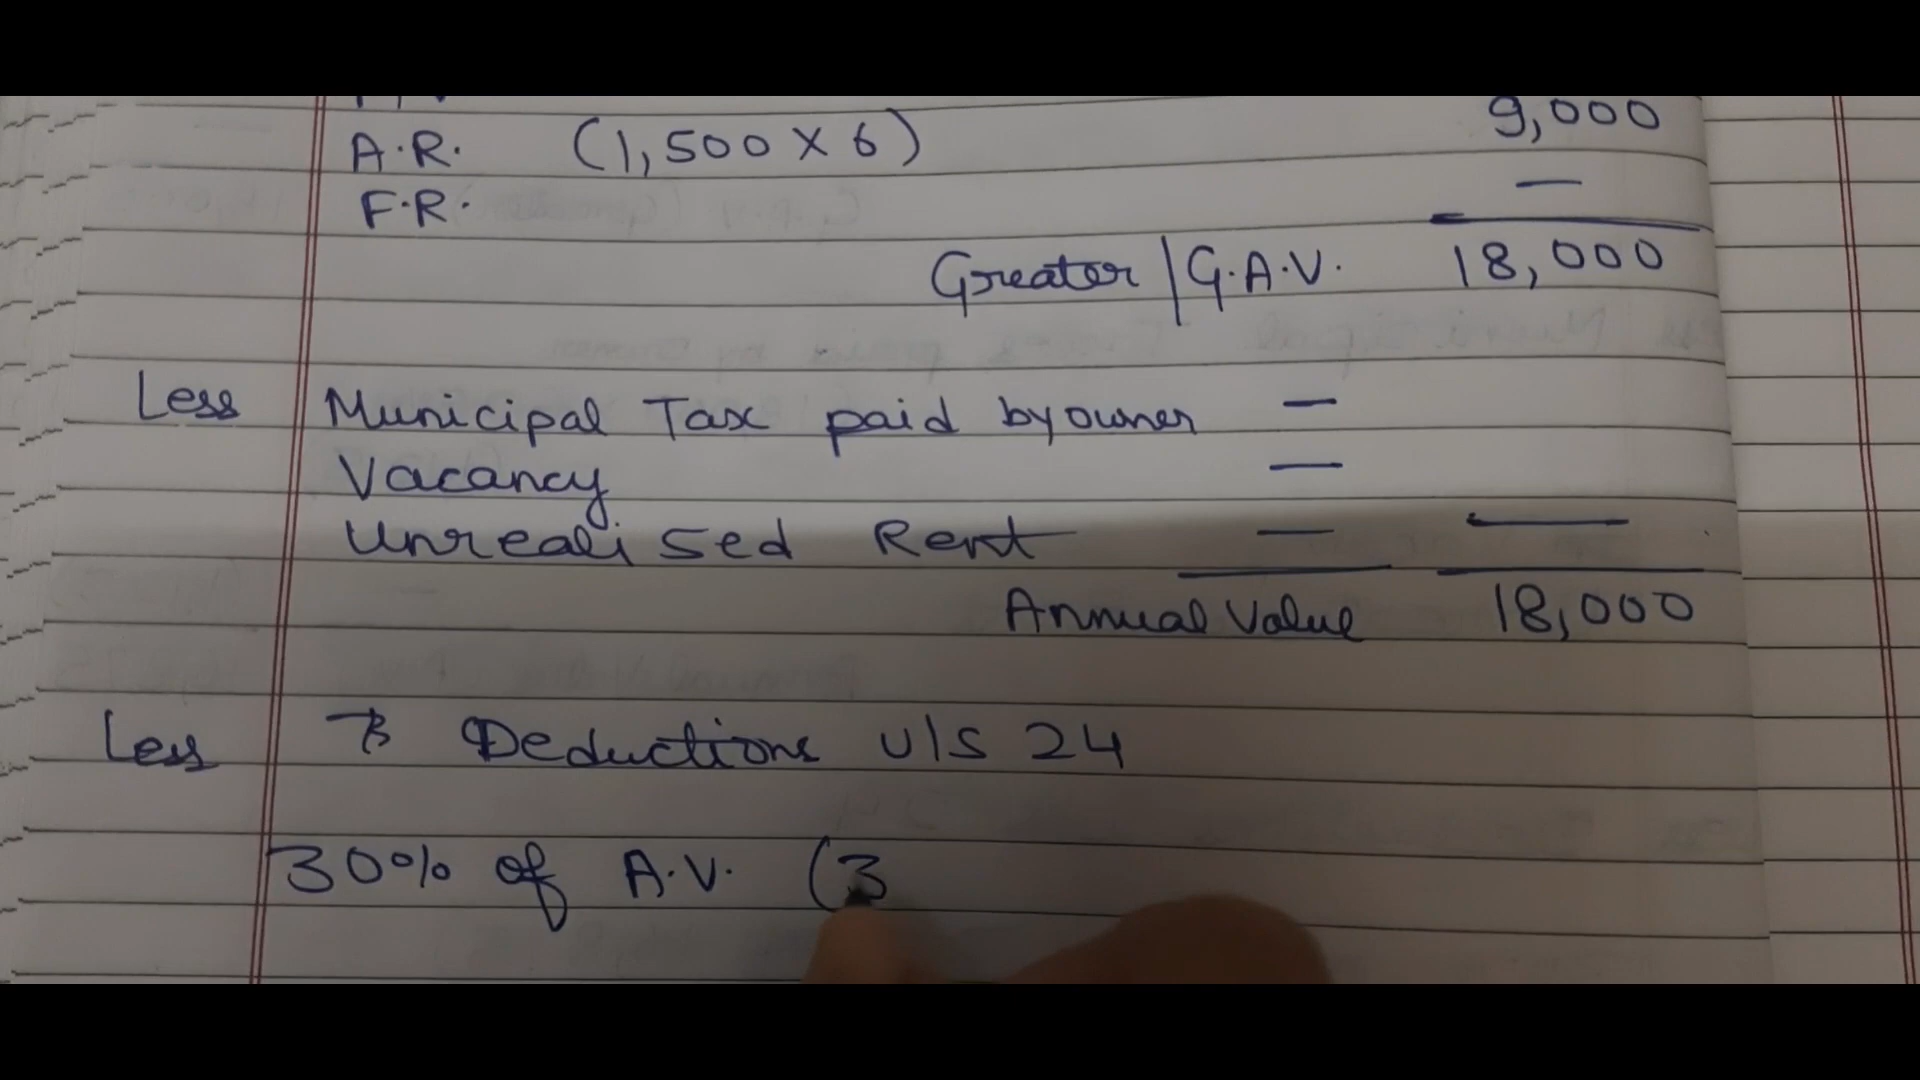 A.R. (1,500 X 6) 9,000
F.R. —
Greater / G.A.V. 18,000
Less Municipal Tax paid by owner —
Vacancy —
Unrealised Rent — —
Annual Value 18,000
Less Deductions U/S 24
30% of A.V. (3